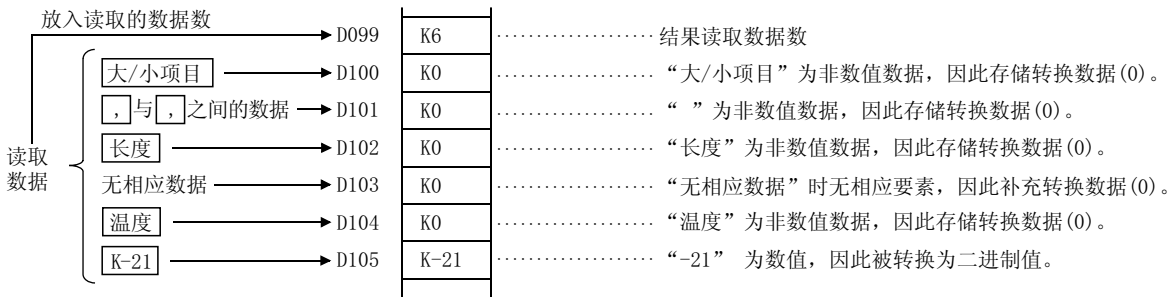 放入读取的数据数 D099 K6 结果读取数据数
大/小项目 D100 K0 “大/小项目”为非数值数据，因此存储转换数据(0)。
,与,之间的数据 D101 K0 “ ”为非数值数据，因此存储转换数据(0)。
读取数据
长度 D102 K0 “长度”为非数值数据，因此存储转换数据(0)。
无相应数据 D103 K0 “无相应数据”时无相应要素，因此补充转换数据(0)。
温度 D104 K0 “温度”为非数值数据，因此存储转换数据(0)。
K-21 D105 K-21 “-21” 为数值，因此被转换为二进制值。